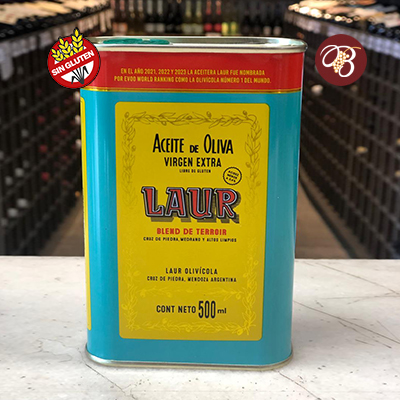 SIN GLUTEN
B
EN EL AÑO 2021, 2022 Y 2023 LA ACEITERA LAUR FUE NOMBRADA
POR EVOO WORLD RANKING COMO LA OLIVÍCOLA NÚMERO 1 DEL MUNDO.
ACEITE DE OLIVA
VIRGEN EXTRA
LIBRE DE GLUTEN
LAUR
BLEND DE TERROIR
CRUZ DE PIEDRA, MEDRANO Y ALTOS LIMPIOS
LAUR OLIVÍCOLA
CRUZ DE PIEDRA, MENDOZA ARGENTINA
CONT NETO 500 ml